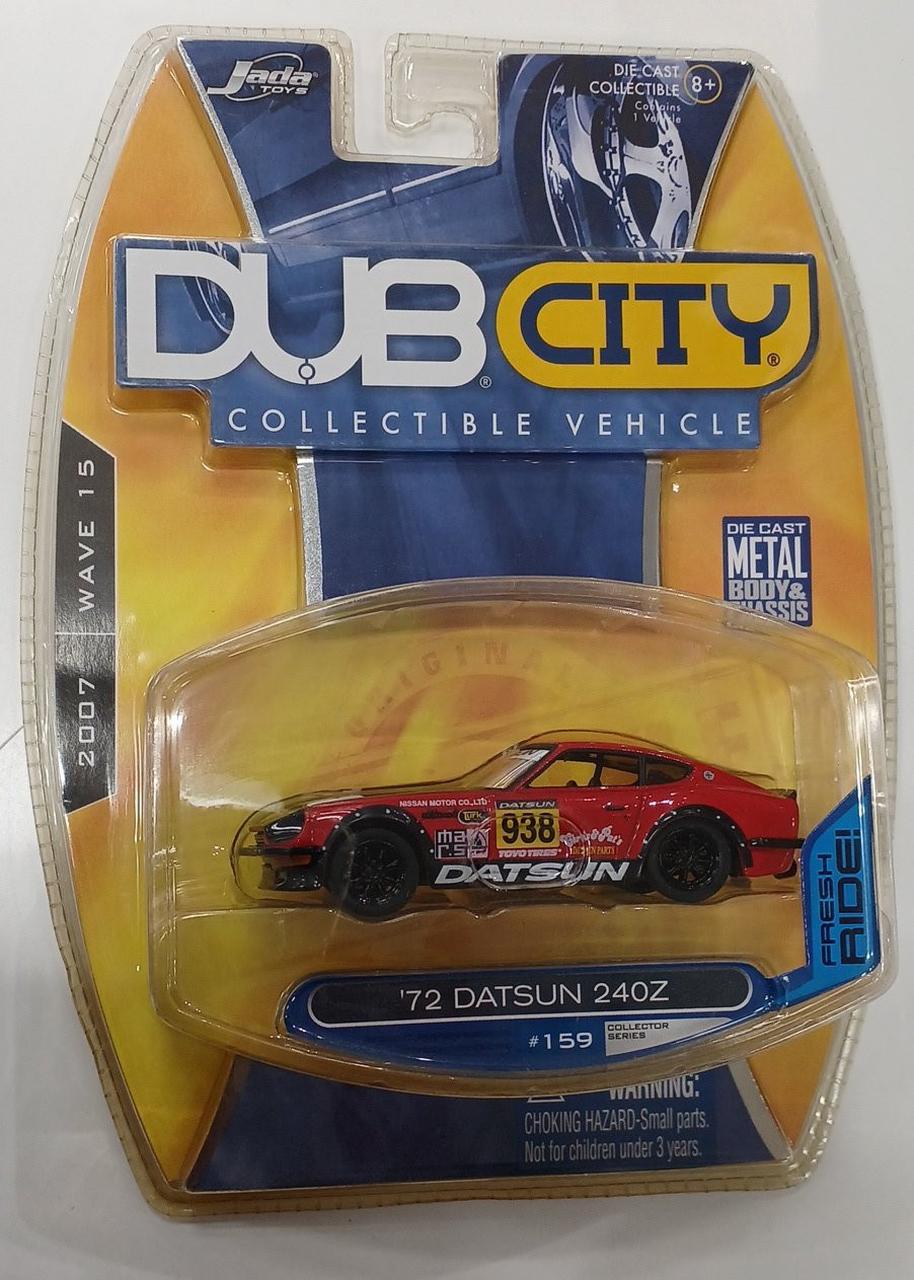 Jada
TOYS
DIE CAST
COLLECTIBLE
8+
Contains
1 Vehicle
DUB CITY®
COLLECTIBLE VEHICLE
2007 WAVE 15
DIE CAST
METAL
BODY&
CHASSIS
ORIGINAL
NISSAN MOTOR CO.,LTD
DATSUN
938
TOYO TIRES
DATSUN
FRESH
RIDE!
'72 DATSUN 240Z
#159
COLLECTOR
SERIES
WARNING:
CHOKING HAZARD-Small parts.
Not for children under 3 years.